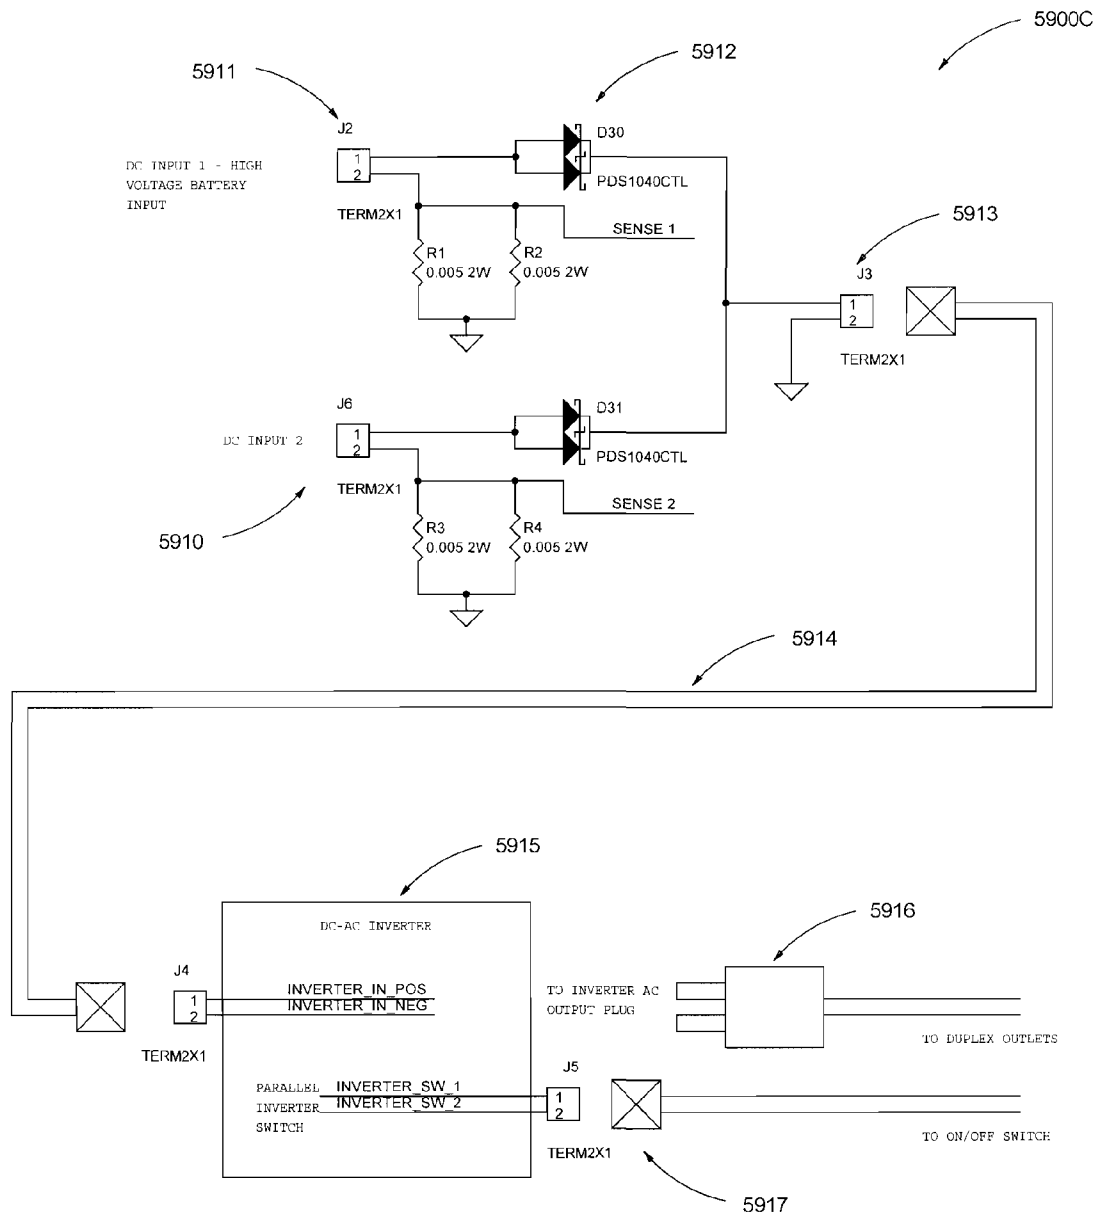 5900C
5911
5912
J2
D30
DC INPUT 1 - HIGH
VOLTAGE BATTERY
INPUT
1
2
PDS1040CTL
TERM2X1
SENSE 1
5913
R1
0.005 2W
R2
0.005 2W
J3
1
2
TERM2X1
J6
D31
DC INPUT 2
1
2
PDS1040CTL
TERM2X1
SENSE 2
5910
R3
0.005 2W
R4
0.005 2W
5914
5915
5916
DC-AC INVERTER
J4
1
2
INVERTER_IN_POS
INVERTER_IN_NEG
TO INVERTER AC
OUTPUT PLUG
TO DUPLEX OUTLETS
TERM2X1
J5
PARALLEL
INVERTER
SWITCH
INVERTER_SW_1
INVERTER_SW_2
1
2
TO ON/OFF SWITCH
TERM2X1
5917